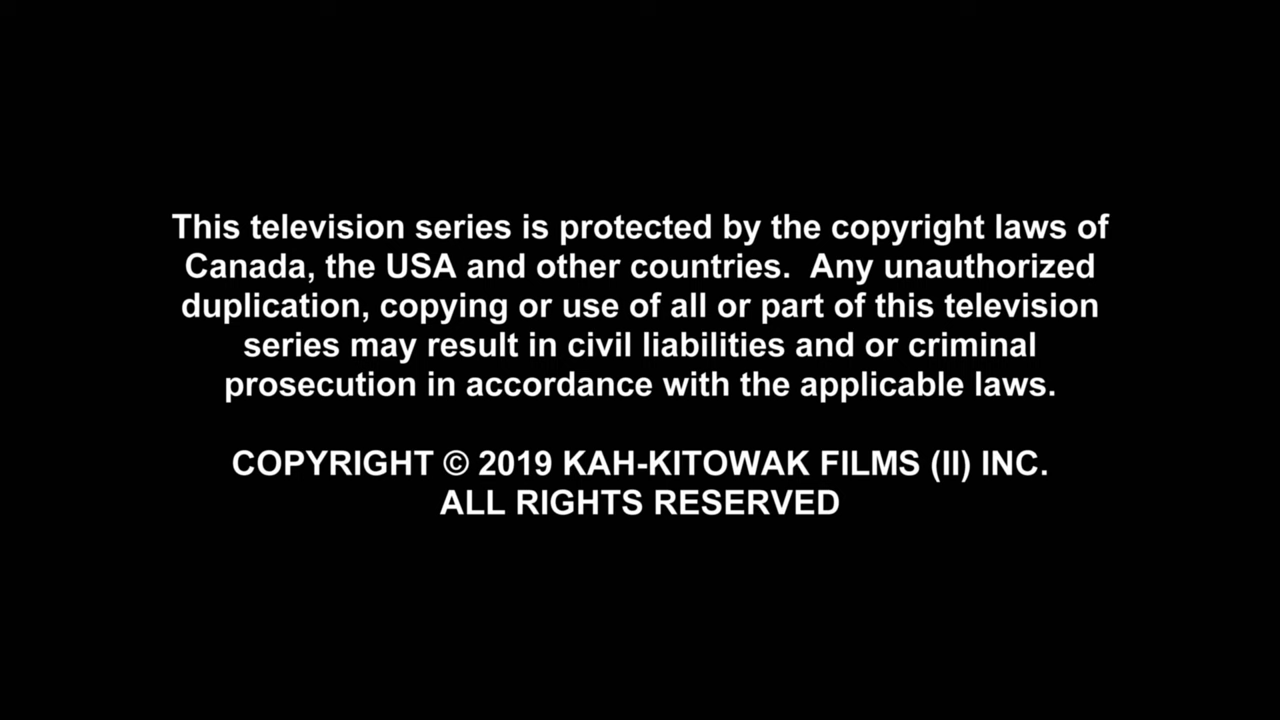 This television series is protected by the copyright laws of
Canada, the USA and other countries.  Any unauthorized
duplication, copying or use of all or part of this television
series may result in civil liabilities and or criminal
prosecution in accordance with the applicable laws.
COPYRIGHT © 2019 KAH-KITOWAK FILMS (II) INC.
ALL RIGHTS RESERVED